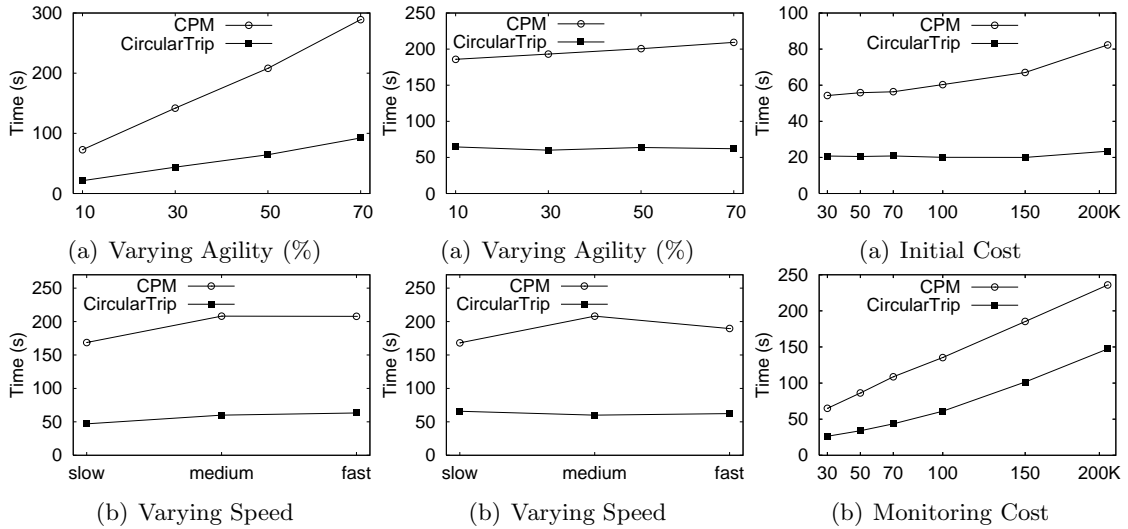 300
200
100
0
Time (s)
CPM
CircularTrip
10 30 50 70
(a) Varying Agility (%)
250
200
150
100
50
0
Time (s)
CPM
CircularTrip
10 30 50 70
(a) Varying Agility (%)
100
80
60
40
20
0
Time (s)
CPM
CircularTrip
30 50 70 100 150 200K
(a) Initial Cost
250
200
150
100
50
0
Time (s)
CPM
CircularTrip
slow medium fast
(b) Varying Speed
250
200
150
100
50
0
Time (s)
CPM
CircularTrip
slow medium fast
(b) Varying Speed
250
200
150
100
50
0
Time (s)
CPM
CircularTrip
30 50 70 100 150 200K
(b) Monitoring Cost